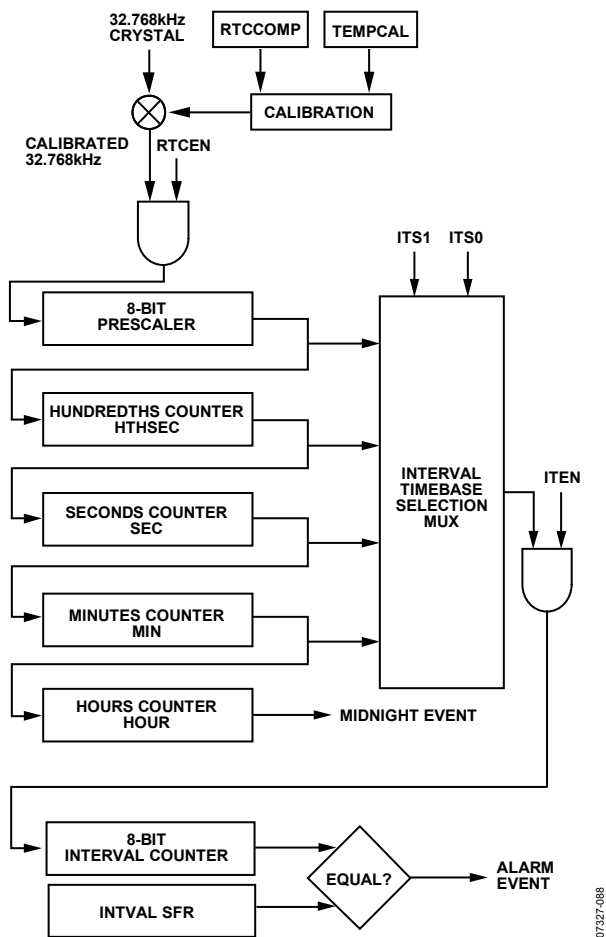 32.768kHz
CRYSTAL
RTCCOMP
TEMPCAL
CALIBRATION
CALIBRATED
32.768kHz
RTCEN
ITS1
ITS0
8-BIT
PRESCALER
HUNDREDTHS COUNTER
HTHSEC
INTERVAL
TIMEBASE
SELECTION
MUX
ITEN
SECONDS COUNTER
SEC
MINUTES COUNTER
MIN
HOURS COUNTER
HOUR
MIDNIGHT EVENT
8-BIT
INTERVAL COUNTER
EQUAL?
ALARM
EVENT
INTVAL SFR
07327-088